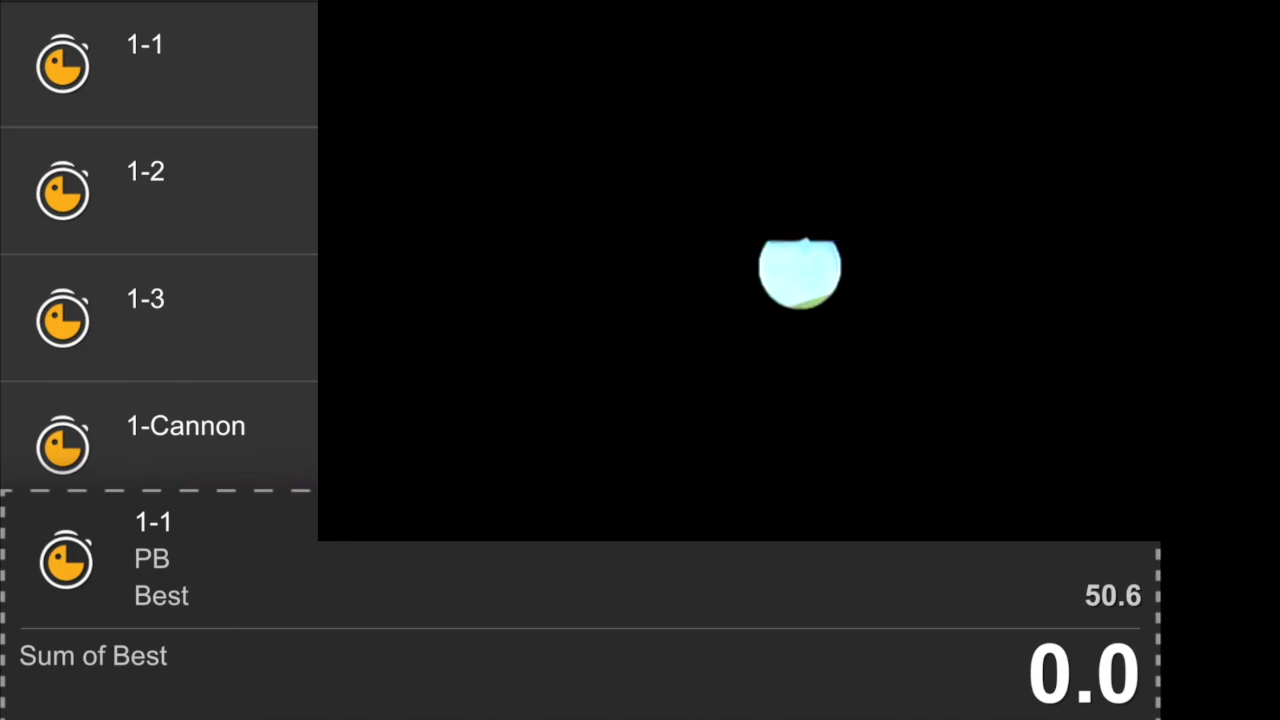 1-1
1-2
1-3
1-Cannon
1-1
PB
Best 50.6
Sum of Best 0.0